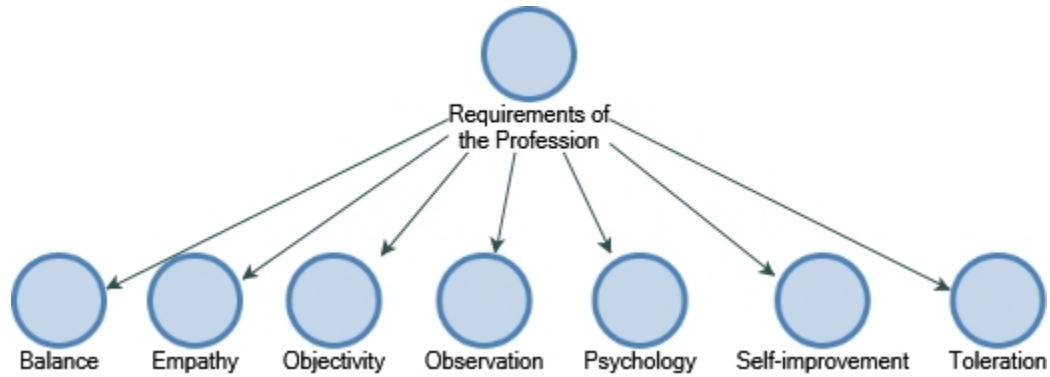 Requirements of
the Profession
Balance
Empathy
Objectivity
Observation
Psychology
Self-improvement
Toleration